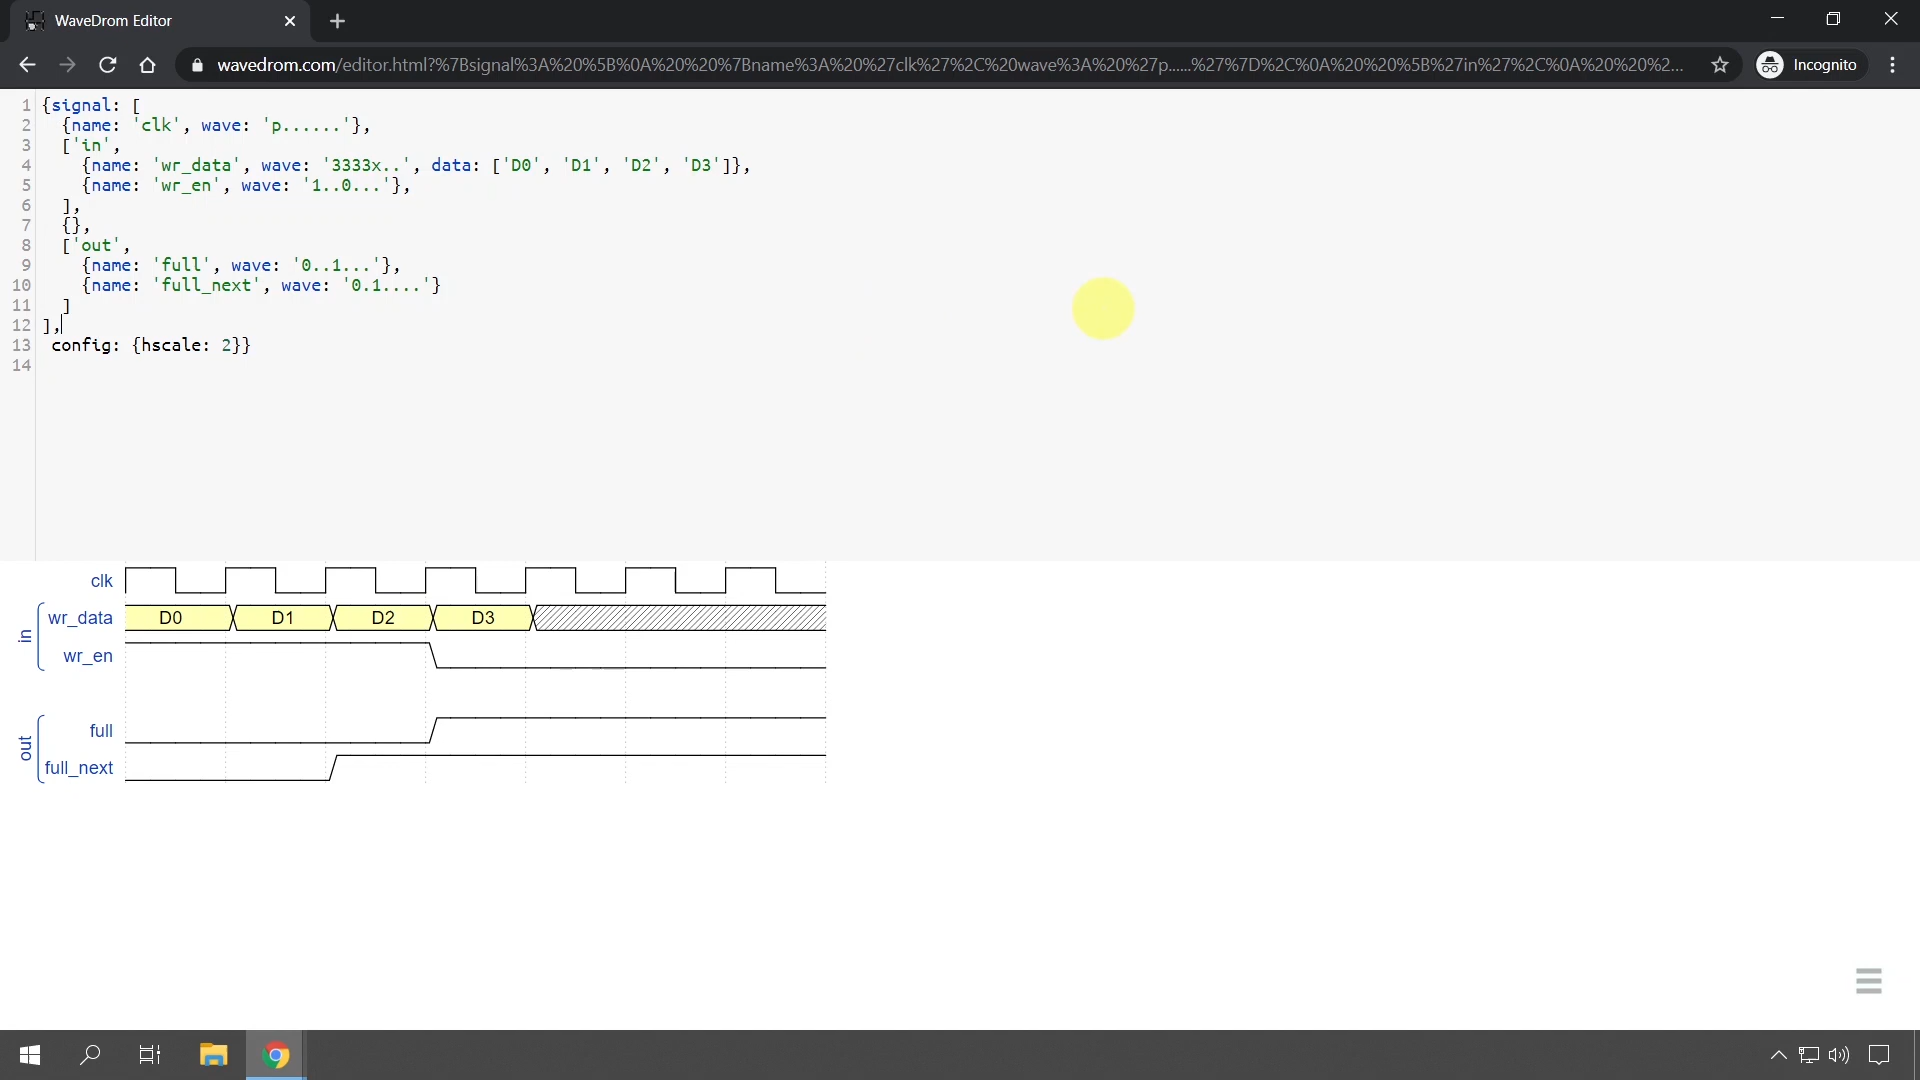 WaveDrom Editor
wavedrom.com/editor.html?%7Bsignal%3A%20%5B%0A%20%20%7Bname%3A%20%27clk%27%2C%20wave%3A%20%27p......%27%7D%2C%0A%20%20%5B%27in%27%2C%0A%20%20%2...
Incognito
1 {signal: [
2 {name: 'clk', wave: 'p......'},
3 ['in',
4 {name: 'wr_data', wave: '3333x..', data: ['D0', 'D1', 'D2', 'D3']},
5 {name: 'wr_en', wave: '1..0...'},
6 ],
7 {},
8 ['out',
9 {name: 'full', wave: '0..1...'},
10 {name: 'full_next', wave: '0.1....'}
11 ]
12 ],
13 config: {hscale: 2}}
14
clk
in
wr_data D0 D1 D2 D3
wr_en
out
full
full_next